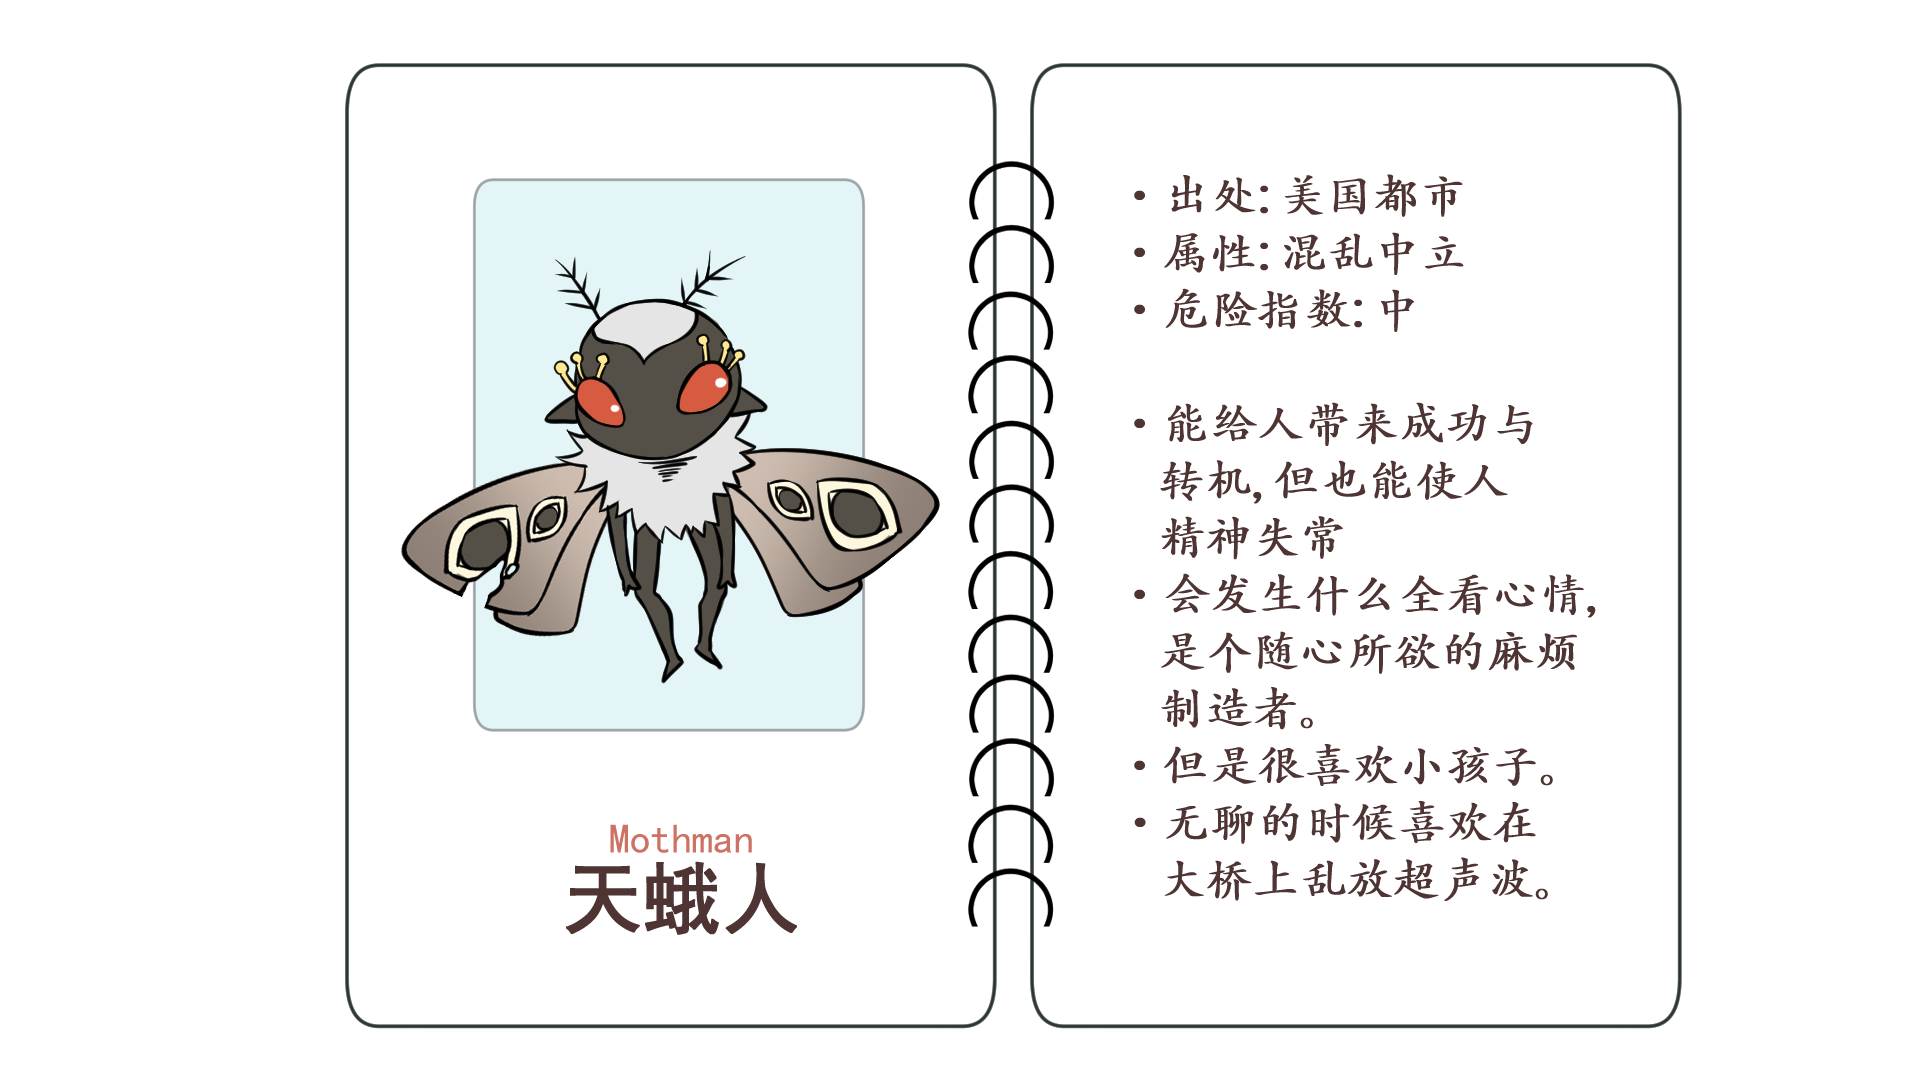 Mothman
天蛾人
• 出处: 美国都市
• 属性: 混乱中立
• 危险指数: 中
• 能给人带来成功与
转机, 但也能使人
精神失常
• 会发生什么全看心情,
是个随心所欲的麻烦
制造者。
• 但是很喜欢小孩子。
• 无聊的时候喜欢在
大桥上乱放超声波。